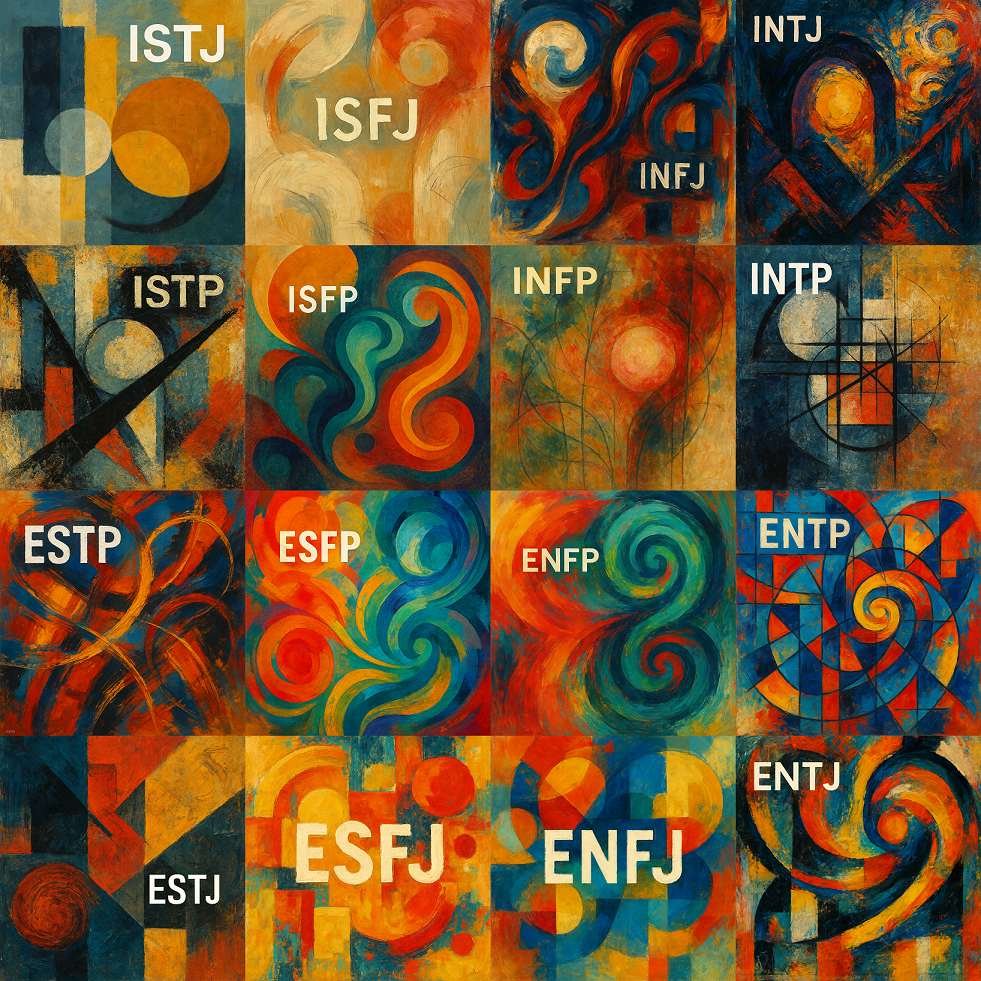 ISTJ
ISFJ
INFJ
INTJ
ISTP
ISFP
INFP
INTP
ESTP
ESFP
ENFP
ENTP
ESTJ
ESFJ
ENFJ
ENTJ